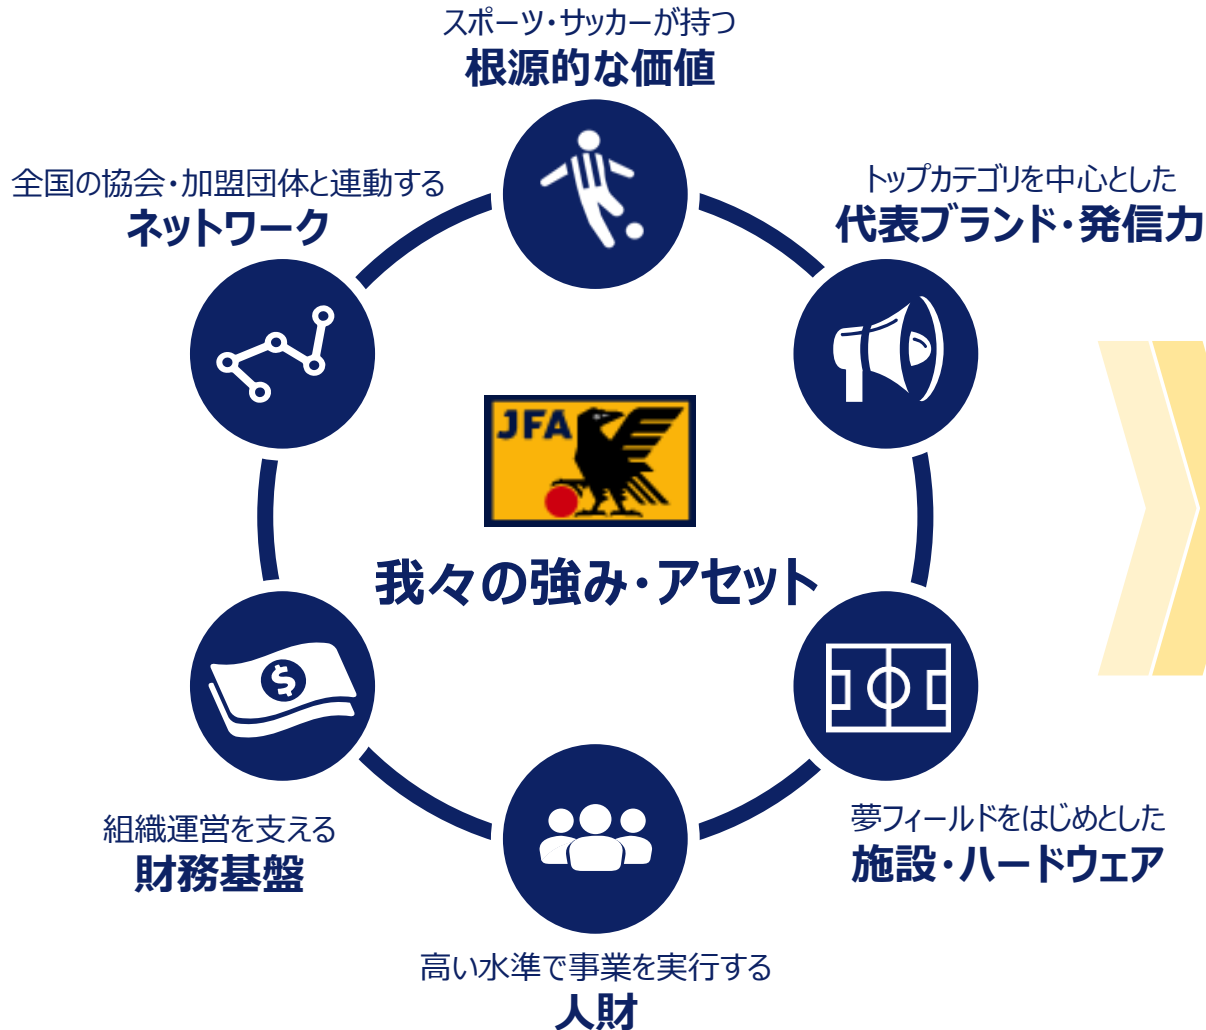 スポーツ・サッカーが持つ
根源的な価値
全国の協会・加盟団体と連動する
ネットワーク
トップカテゴリを中心とした
代表ブランド・発信力
JFA
我々の強み・アセット
$
組織運営を支える
財務基盤
夢フィールドをはじめとした
施設・ハードウェア
高い水準で事業を実行する
人財